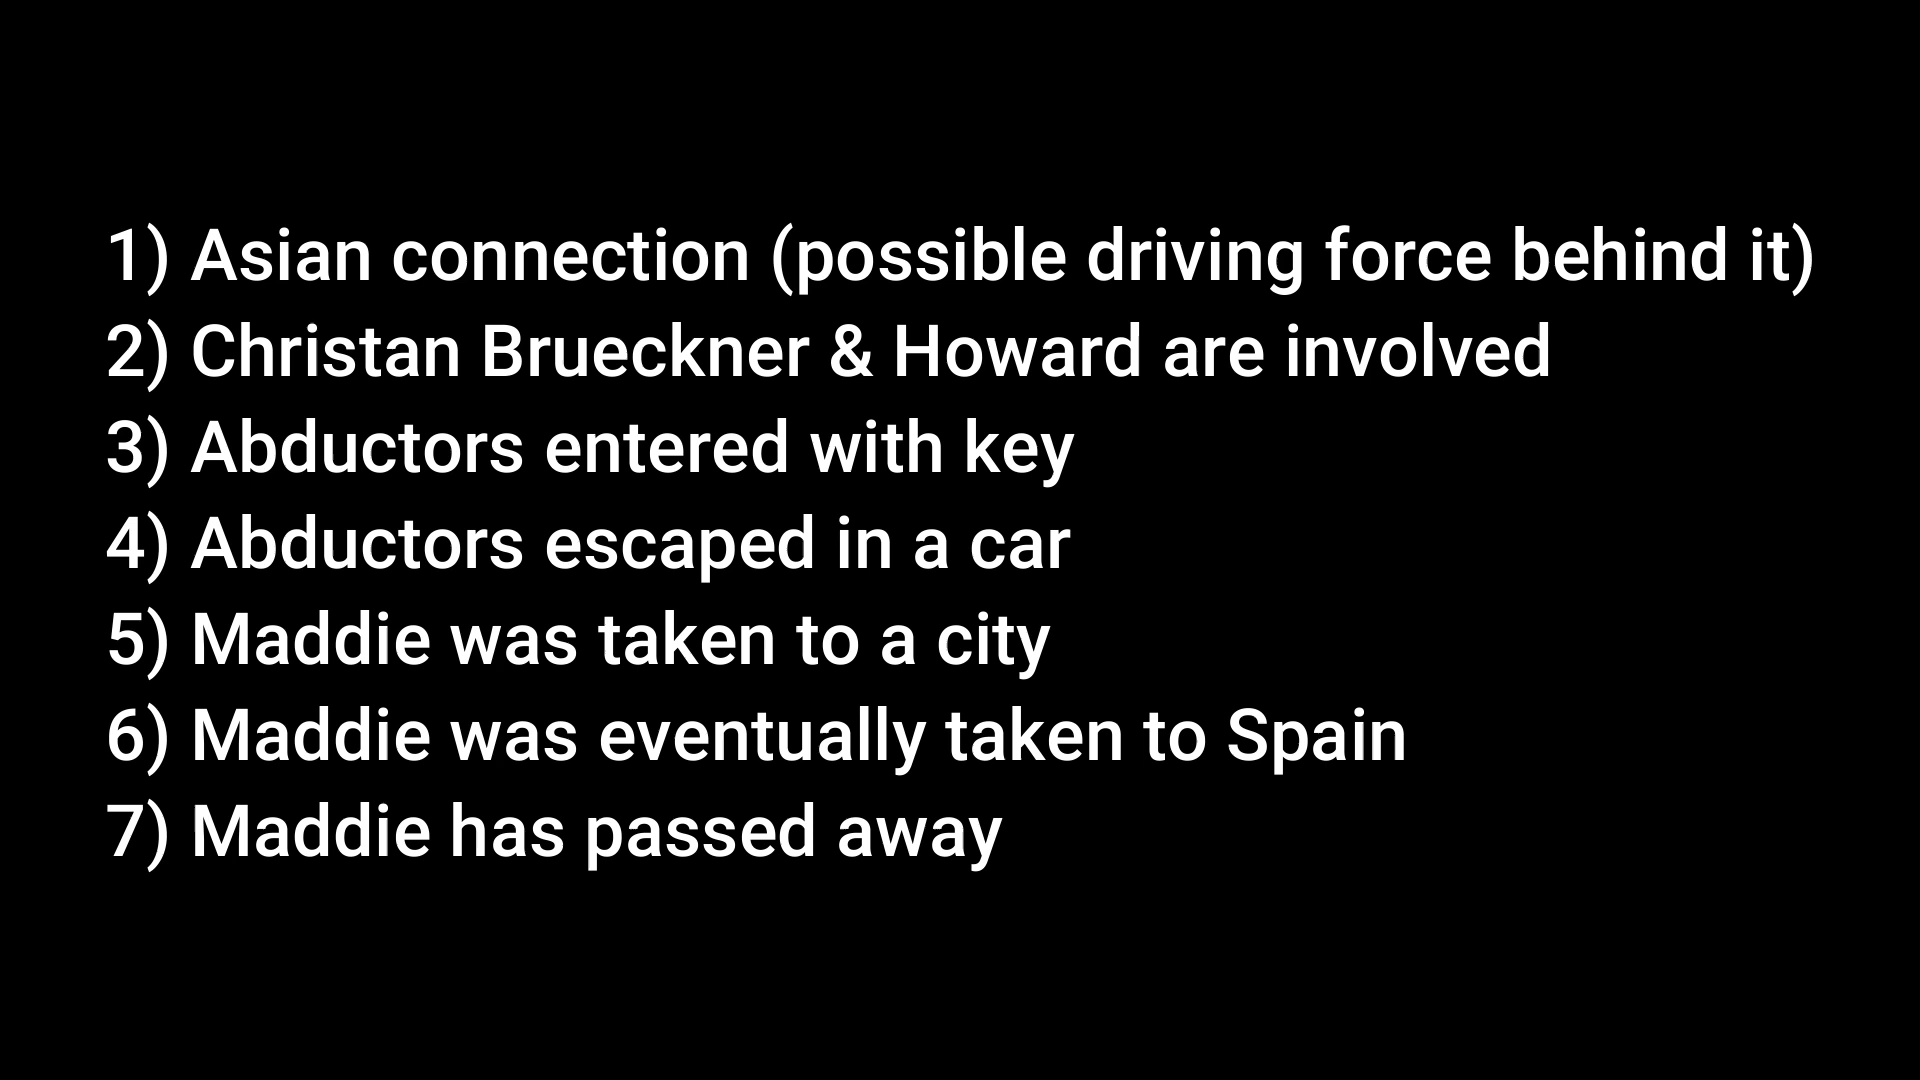 1) Asian connection (possible driving force behind it)
2) Christan Brueckner & Howard are involved
3) Abductors entered with key
4) Abductors escaped in a car
5) Maddie was taken to a city
6) Maddie was eventually taken to Spain
7) Maddie has passed away